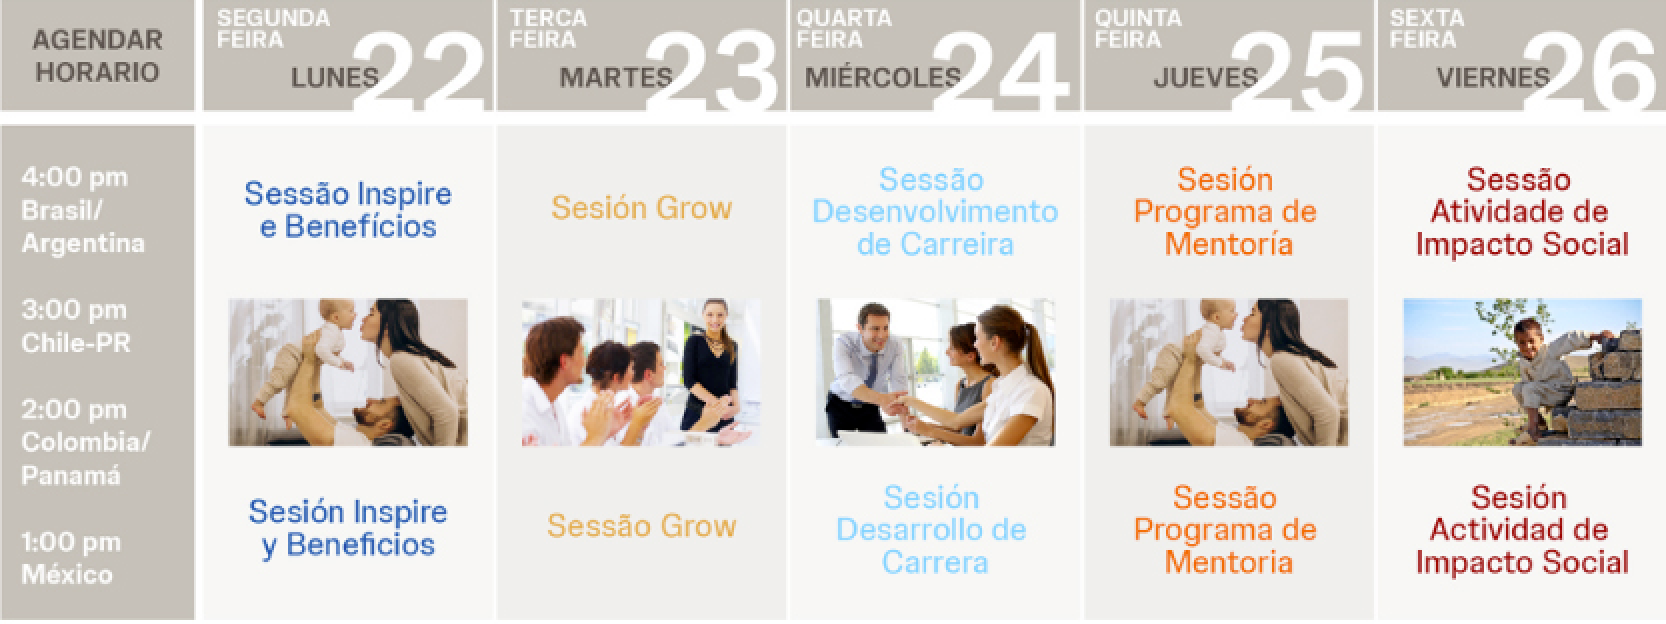 AGENDAR
HORARIO
SEGUNDA
FEIRA
LUNES
22
TERCA
FEIRA
MARTES
23
QUARTA
FEIRA
MIÉRCOLES
24
QUINTA
FEIRA
JUEVES
25
SEXTA
FEIRA
VIERNES
26
4:00 pm
Brasil/
Argentina
3:00 pm
Chile-PR
2:00 pm
Colombia/
Panamá
1:00 pm
México
Sessão Inspire
e Benefícios
Sesión Inspire
y Beneficios
Sesión Grow
Sessão Grow
Sessão
Desenvolvimento
de Carreira
Sesión
Desarrollo de
Carrera
Sesión
Programa de
Mentoría
Sessão
Programa de
Mentoria
Sessão
Atividade de
Impacto Social
Sesión
Actividad de
Impacto Social